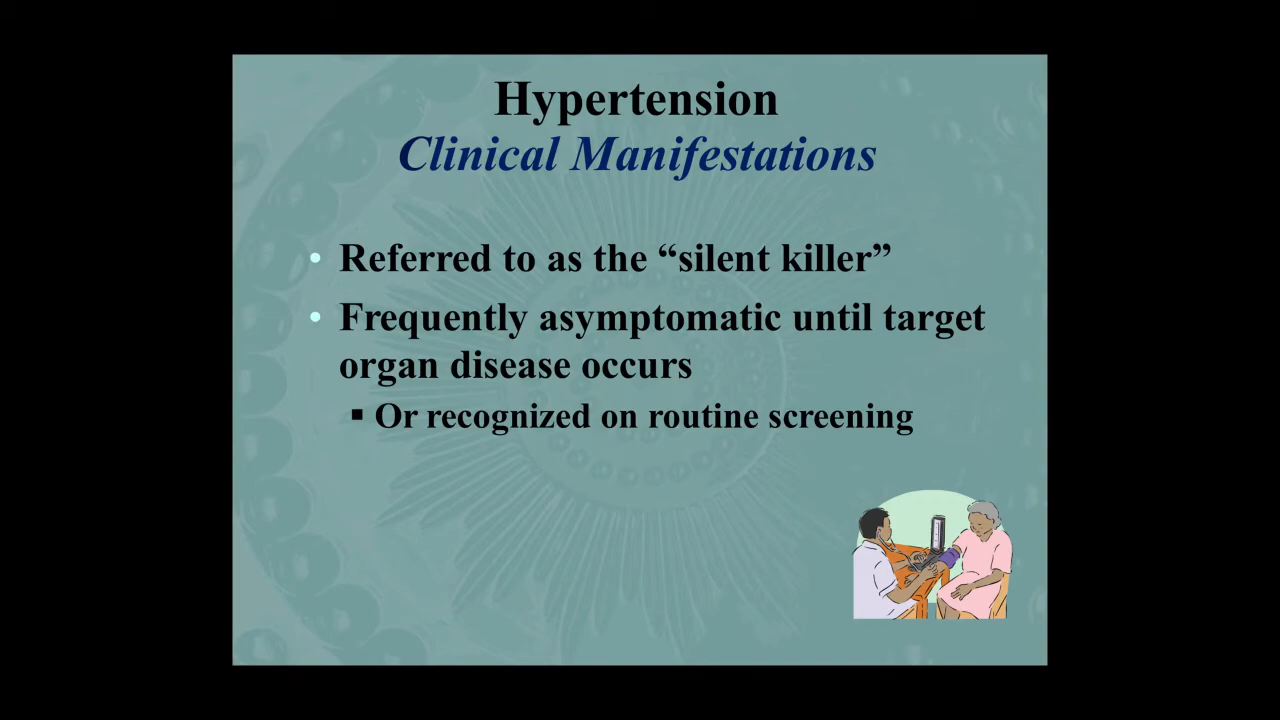 Hypertension
Clinical Manifestations
• Referred to as the “silent killer”
• Frequently asymptomatic until target
organ disease occurs
▪ Or recognized on routine screening